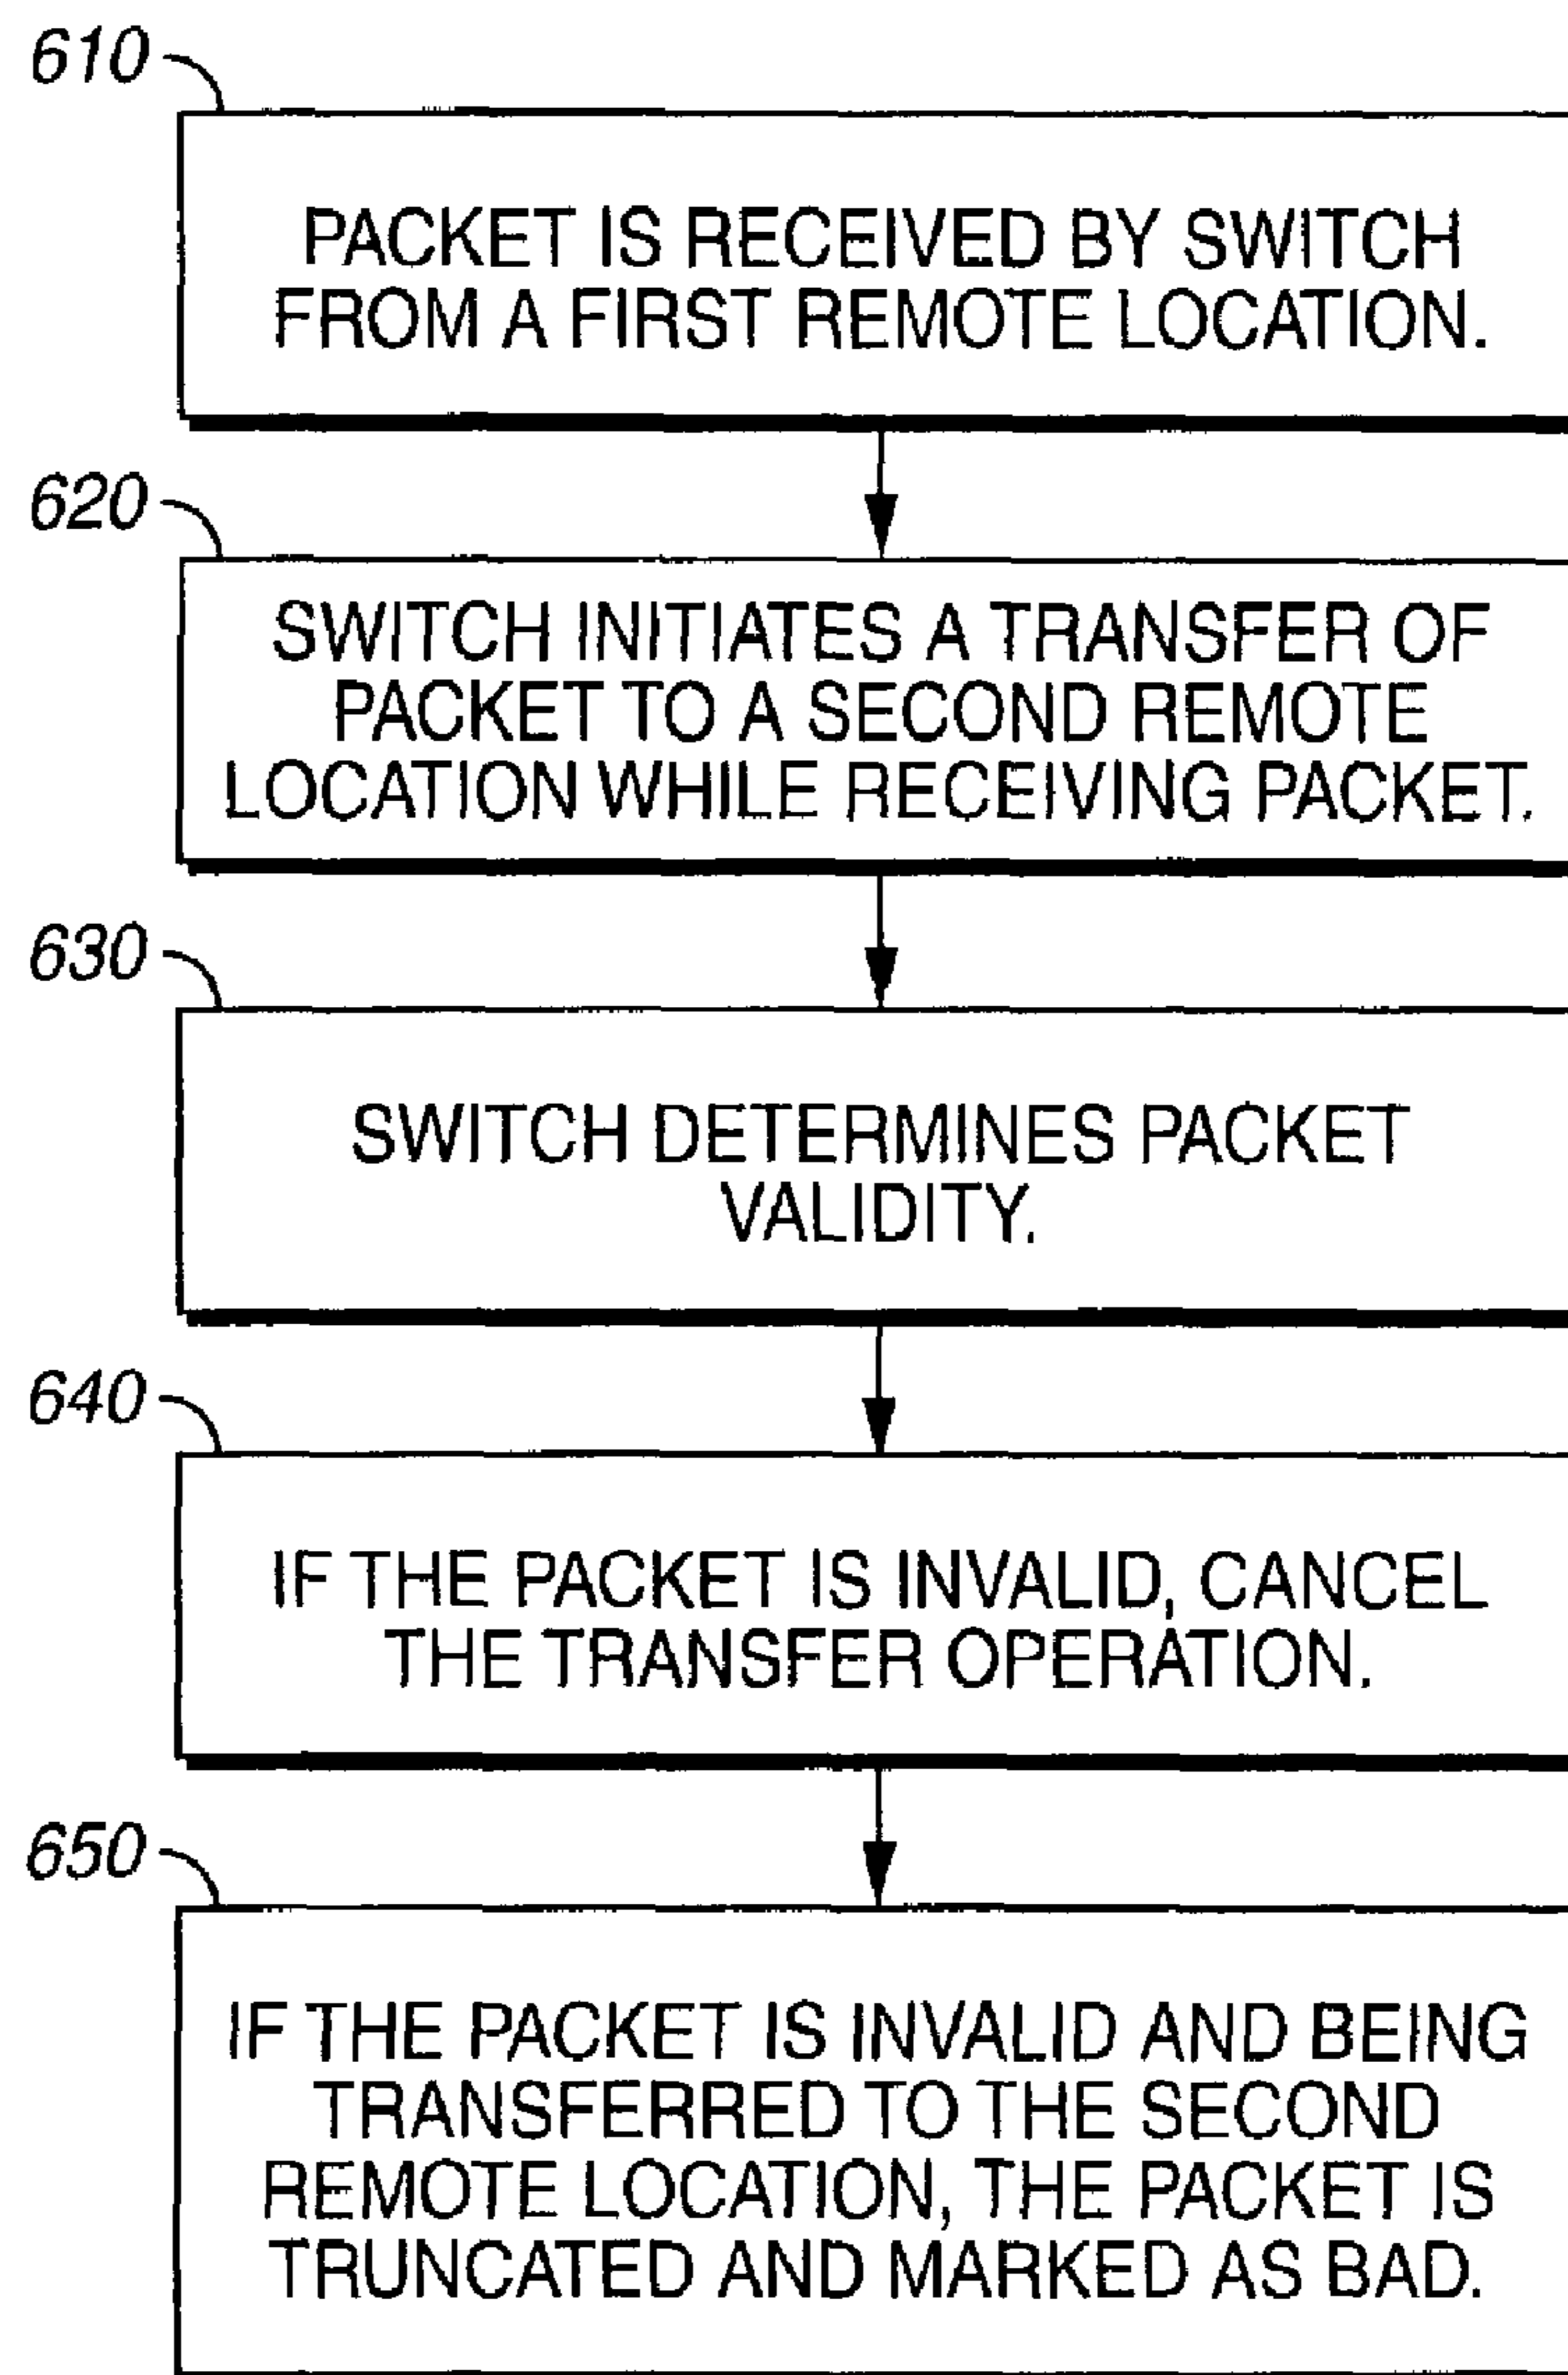 610
PACKET IS RECEIVED BY SWITCH
FROM A FIRST REMOTE LOCATION.
620
SWITCH INITIATES A TRANSFER OF
PACKET TO A SECOND REMOTE
LOCATION WHILE RECEIVING PACKET.
630
SWITCH DETERMINES PACKET
VALIDITY.
640
IF THE PACKET IS INVALID, CANCEL
THE TRANSFER OPERATION.
650
IF THE PACKET IS INVALID AND BEING
TRANSFERRED TO THE SECOND
REMOTE LOCATION, THE PACKET IS
TRUNCATED AND MARKED AS BAD.